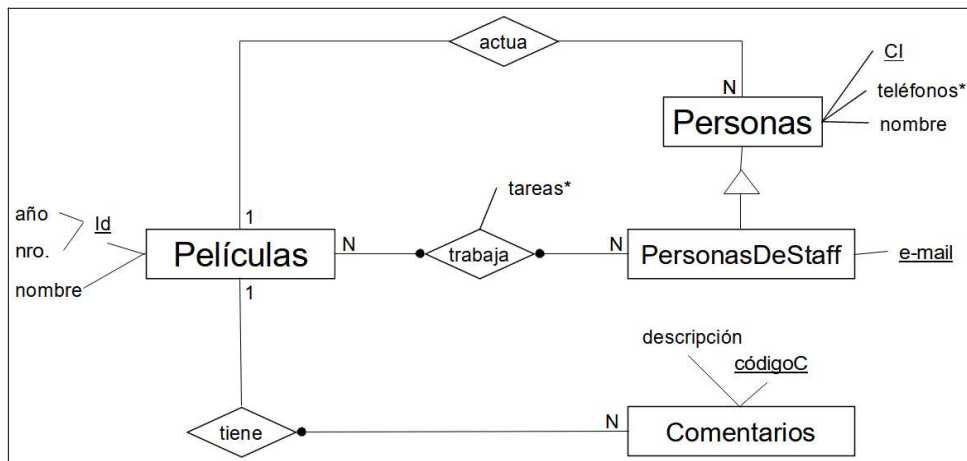 actua
CI
teléfonos*
nombre
N
Personas
tareas*
año
Id
nro.
nombre
1
Películas
N
trabaja
N
PersonasDeStaff
e-mail
1
descripción
códigoC
tiene
N
Comentarios